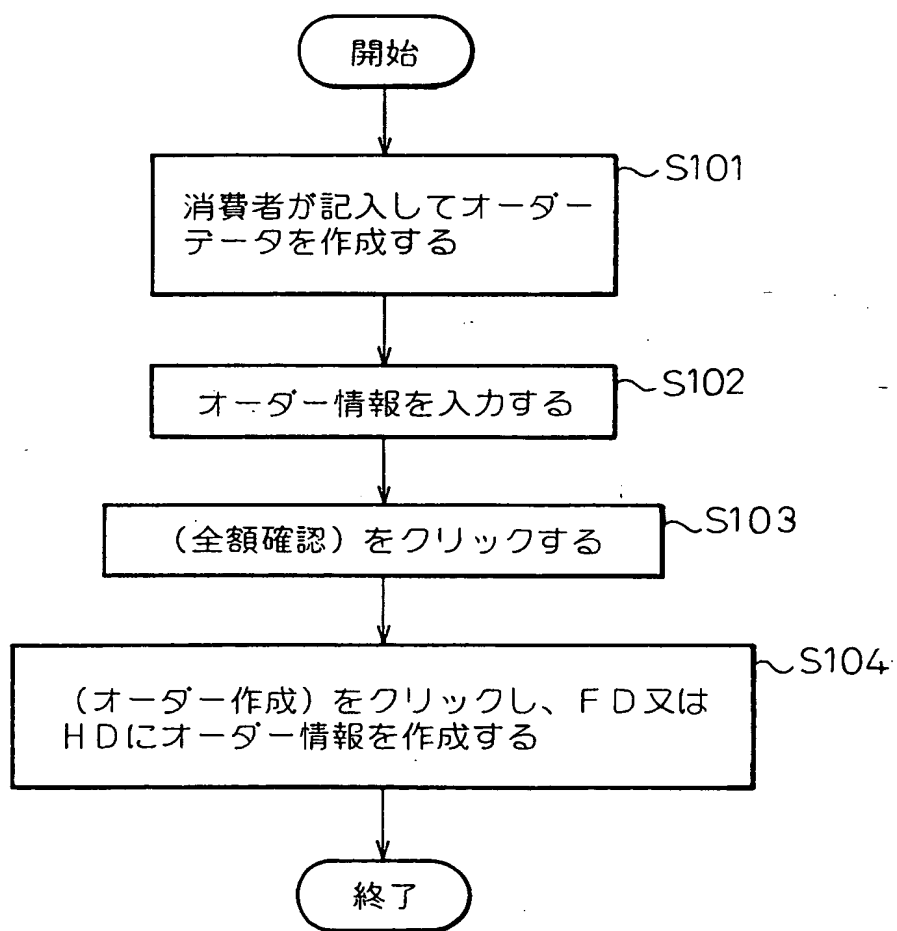 開始
S101
消費者が記入してオーダー
データを作成する
S102
オーダー情報を入力する
S103
（全額確認）をクリックする
S104
（オーダー作成）をクリックし、ＦＤ又は
ＨＤにオーダー情報を作成する
終了